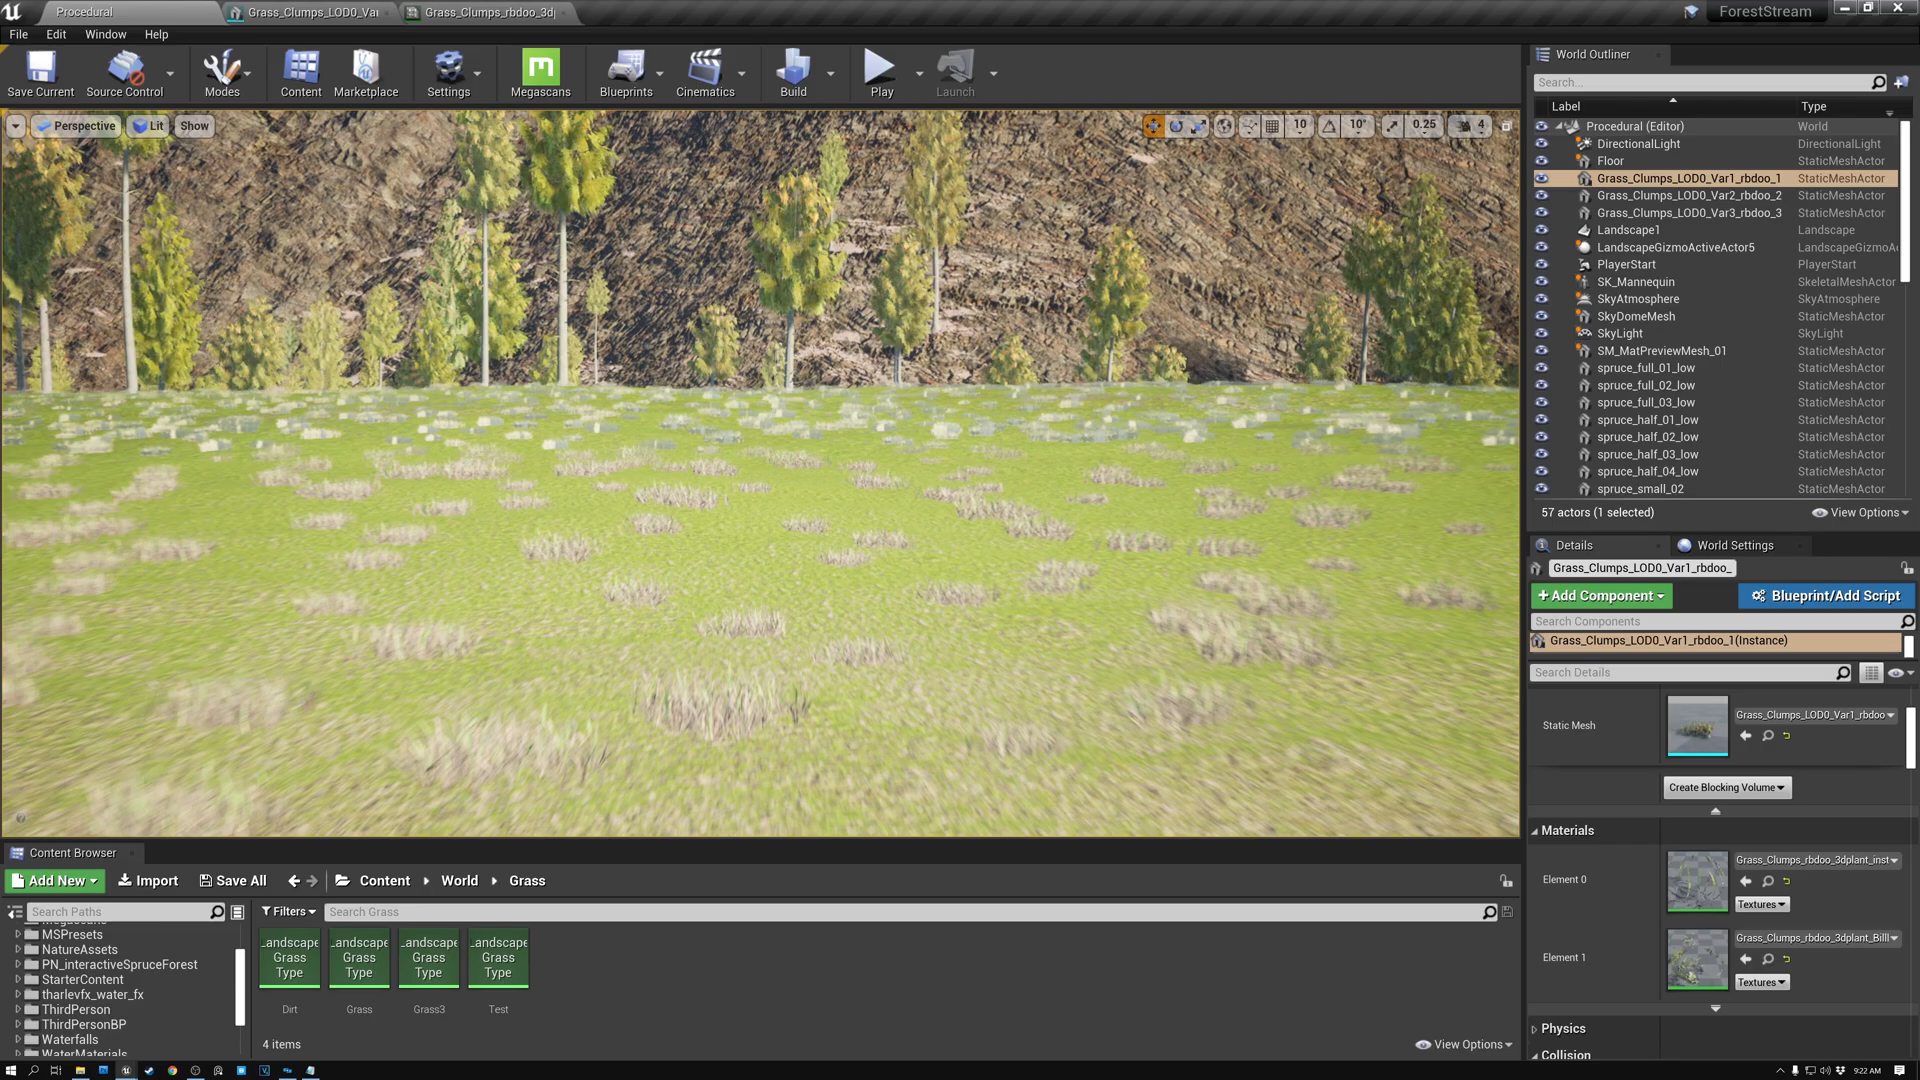 Procedural
Grass_Clumps_LOD0_Var
Grass_Clumps_rbdoo_3d
ForestStream
File Edit Window Help
Save Current
Source Control
Modes
Content
Marketplace
Settings
Megascans
Blueprints
Cinematics
Build
Play
Launch
Perspective
Lit
Show
10
10°
0.25
4
World Outliner
Search...
Label Type
Procedural (Editor) World
DirectionalLight DirectionalLight
Floor StaticMeshActor
Grass_Clumps_LOD0_Var1_rbdoo_1 StaticMeshActor
Grass_Clumps_LOD0_Var2_rbdoo_2 StaticMeshActor
Grass_Clumps_LOD0_Var3_rbdoo_3 StaticMeshActor
Landscape1 Landscape
LandscapeGizmoActiveActor5 LandscapeGizmoA
PlayerStart PlayerStart
SK_Mannequin SkeletalMeshActor
SkyAtmosphere SkyAtmosphere
SkyDomeMesh StaticMeshActor
SkyLight SkyLight
SM_MatPreviewMesh_01 StaticMeshActor
spruce_full_01_low StaticMeshActor
spruce_full_02_low StaticMeshActor
spruce_full_03_low StaticMeshActor
spruce_half_01_low StaticMeshActor
spruce_half_02_low StaticMeshActor
spruce_half_03_low StaticMeshActor
spruce_half_04_low StaticMeshActor
spruce_small_02 StaticMeshActor
57 actors (1 selected) View Options
Details
World Settings
Grass_Clumps_LOD0_Var1_rbdoo_
+ Add Component
Blueprint/Add Script
Search Components
Grass_Clumps_LOD0_Var1_rbdoo_1(Instance)
Search Details
Static Mesh
Grass_Clumps_LOD0_Var1_rbdoo
Create Blocking Volume
Materials
Element 0
Grass_Clumps_rbdoo_3dplant_inst
Textures
Element 1
Grass_Clumps_rbdoo_3dplant_Billl
Textures
Physics
Collision
Content Browser
Add New
Import
Save All
Content
World
Grass
Search Paths
MSPresets
NatureAssets
PN_interactiveSpruceForest
StarterContent
tharlevfx_water_fx
ThirdPerson
ThirdPersonBP
Waterfalls
WaterMaterials
Filters
Search Grass
Landscape Grass Type
Landscape Grass Type
Landscape Grass Type
Landscape Grass Type
Dirt
Grass
Grass3
Test
4 items
View Options
9:22 AM